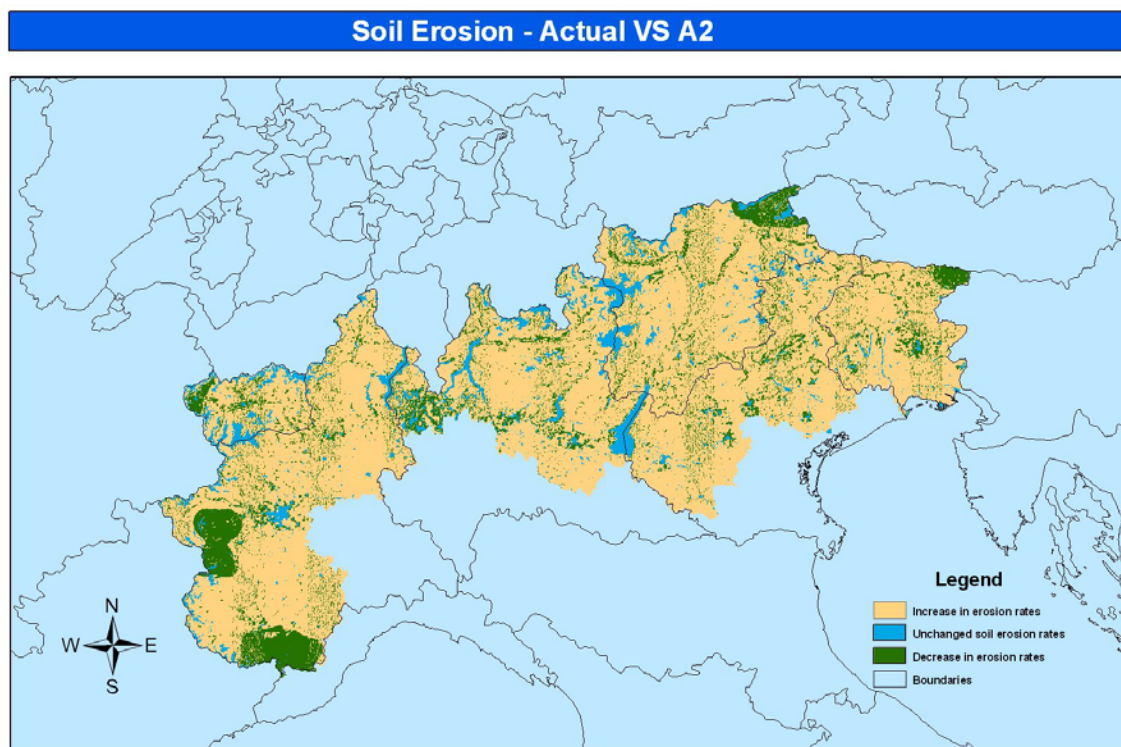 Soil Erosion - Actual VS A2
Legend
Increase in erosion rates
Unchanged soil erosion rates
Decrease in erosion rates
Boundaries
N
W E
S